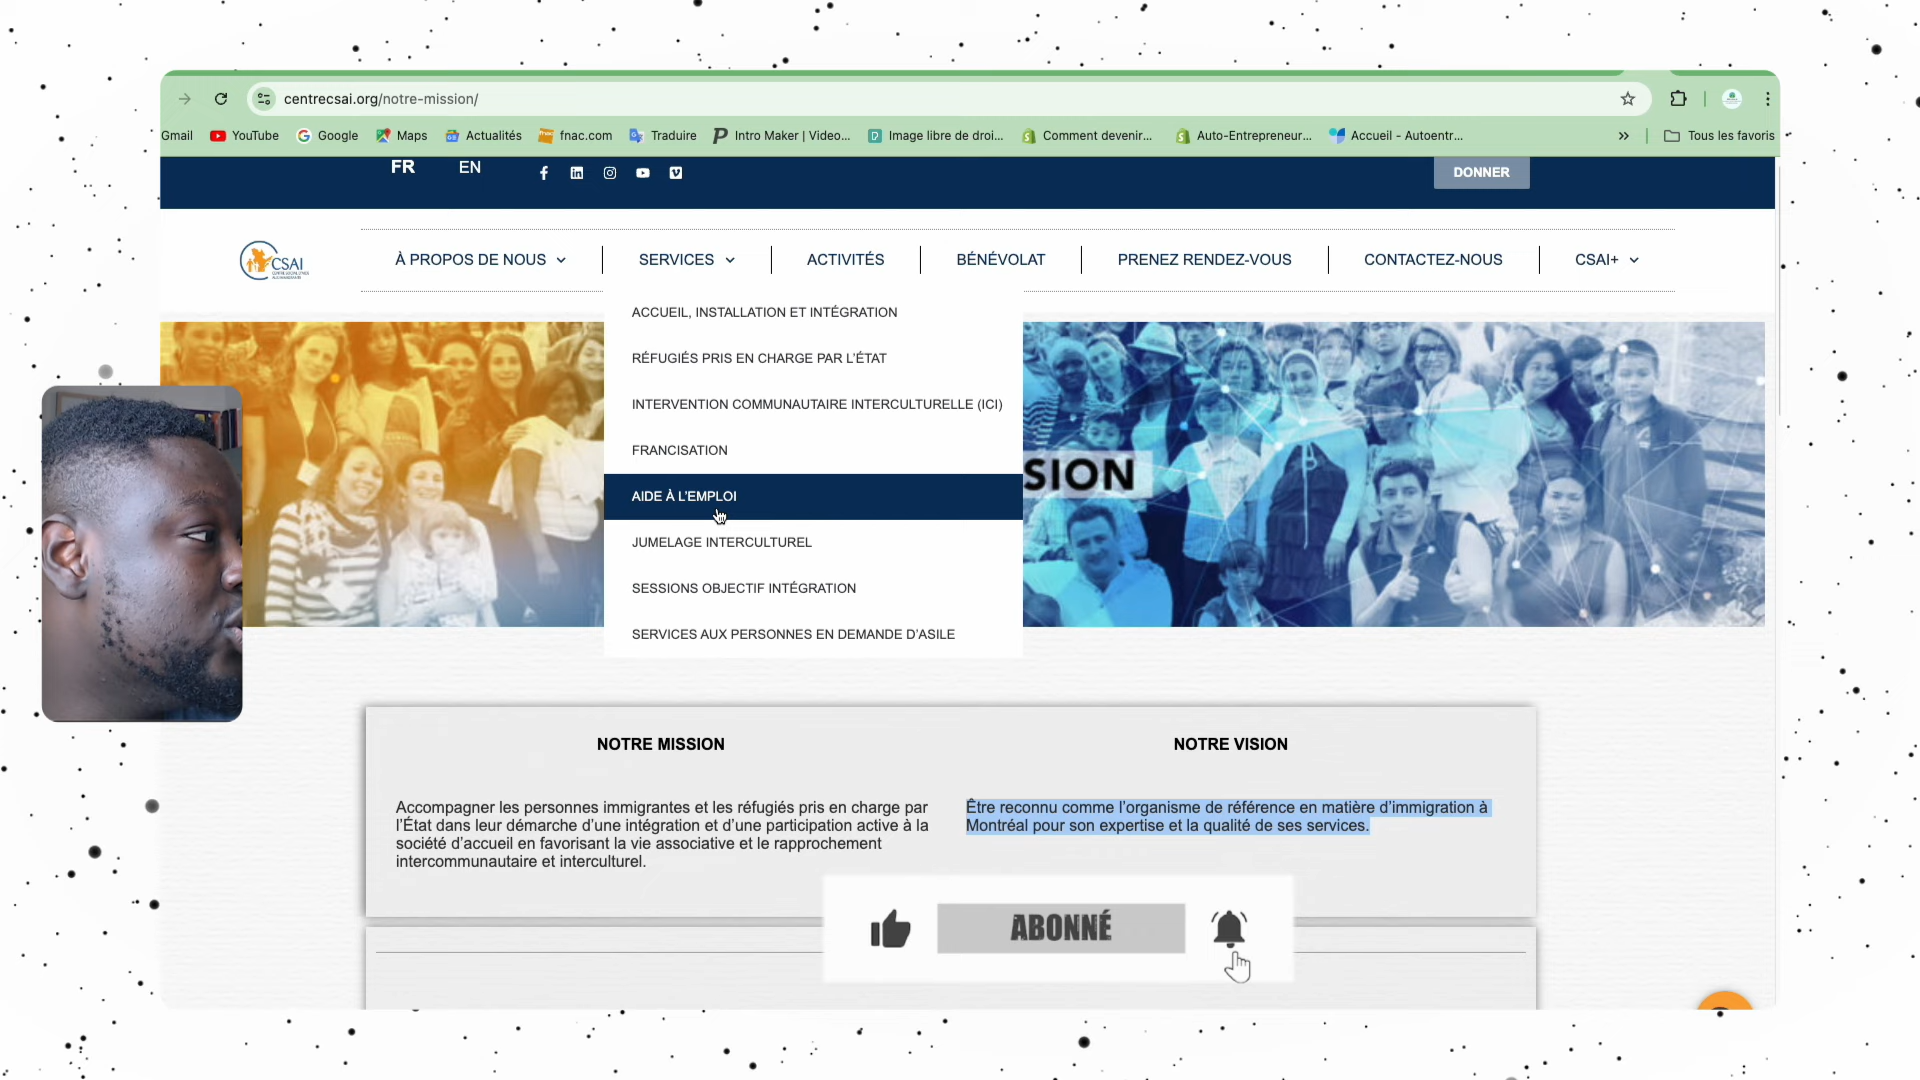 centrecsai.org/notre-mission/
Gmail
YouTube
Google
Maps
Actualités
fnac.com
Traduire
Intro Maker | Video...
Image libre de droi...
Comment devenir...
Auto-Entrepreneur...
Accueil - Autoentr...
»
Tous les favoris
FR
EN
DONNER
CSAI
À PROPOS DE NOUS
SERVICES
ACTIVITÉS
BÉNÉVOLAT
PRENEZ RENDEZ-VOUS
CONTACTEZ-NOUS
CSAI+
ACCUEIL, INSTALLATION ET INTÉGRATION
RÉFUGIÉS PRIS EN CHARGE PAR L'ÉTAT
INTERVENTION COMMUNAUTAIRE INTERCULTURELLE (ICI)
FRANCISATION
AIDE À L'EMPLOI
JUMELAGE INTERCULTUREL
SESSIONS OBJECTIF INTÉGRATION
SERVICES AUX PERSONNES EN DEMANDE D'ASILE
SION
NOTRE MISSION
Accompagner les personnes immigrantes et les réfugiés pris en charge par
l'État dans leur démarche d'une intégration et d'une participation active à la
société d'accueil en favorisant la vie associative et le rapprochement
intercommunautaire et interculturel.
NOTRE VISION
Être reconnu comme l'organisme de référence en matière d'immigration à
Montréal pour son expertise et la qualité de ses services.
ABONNÉ